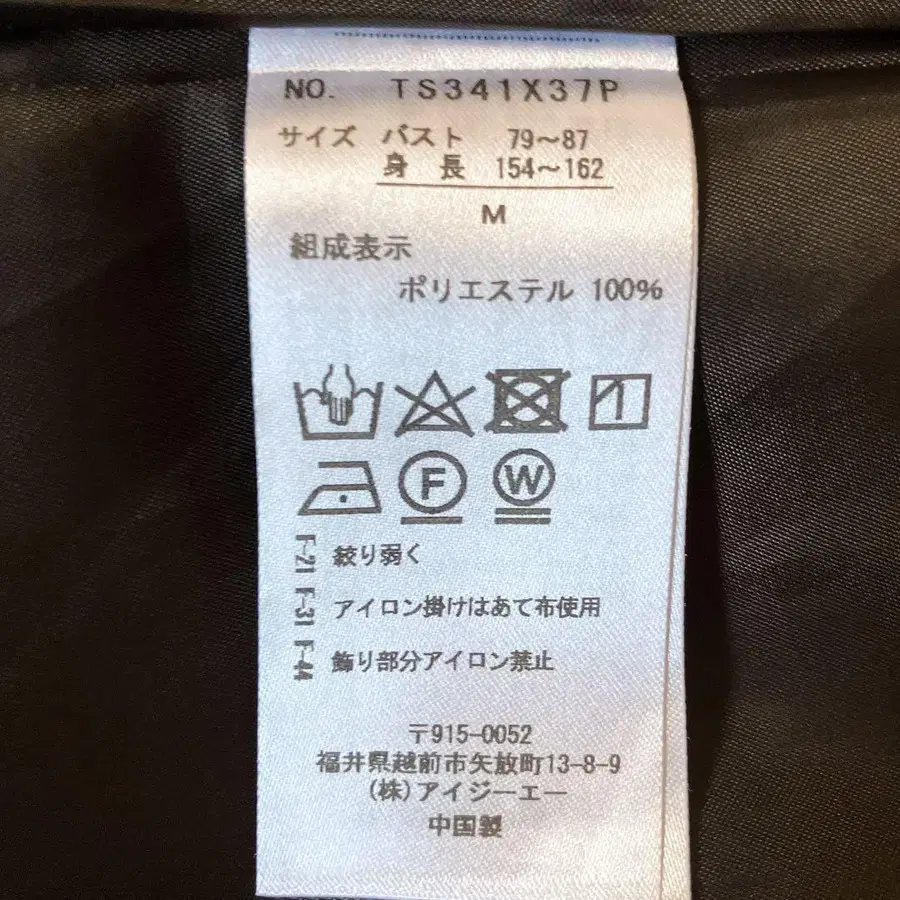 NO. TS341X37P
サイズ バスト 79～87
身 長 154～162
M
組成表示
ポリエステル 100%
F
W
F-21 絞り弱く
F-31 アイロン掛けはあて布使用
F-44 飾り部分アイロン禁止
〒915-0052
福井県越前市矢放町13-8-9
(株)アイジーエー
中国製